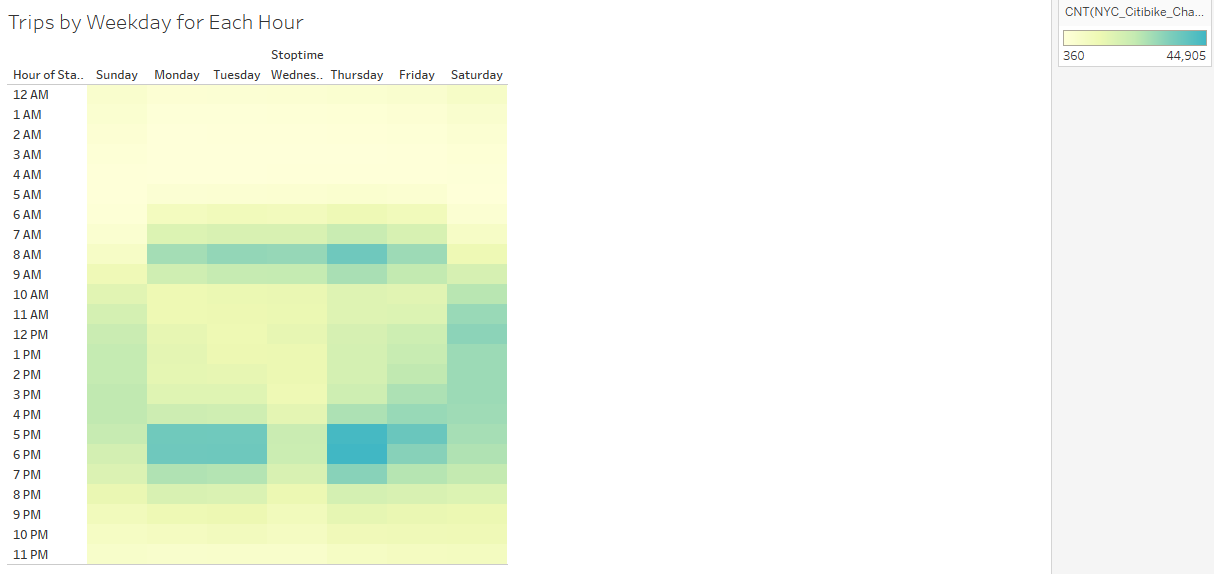 Trips by Weekday for Each Hour
CNT(NYC_Citibike_Cha...
360 44,905
Stoptime
Hour of Sta.. Sunday Monday Tuesday Wednes.. Thursday Friday Saturday
12 AM
1 AM
2 AM
3 AM
4 AM
5 AM
6 AM
7 AM
8 AM
9 AM
10 AM
11 AM
12 PM
1 PM
2 PM
3 PM
4 PM
5 PM
6 PM
7 PM
8 PM
9 PM
10 PM
11 PM